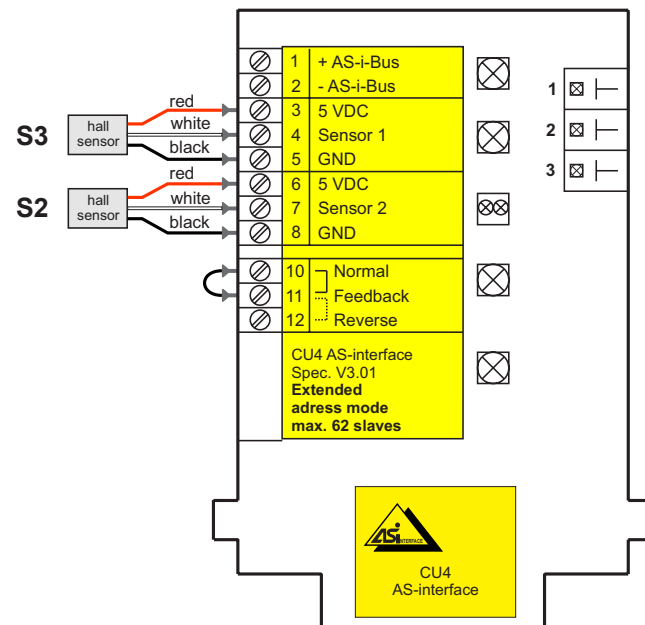 1 + AS-i-Bus
2 - AS-i-Bus
3 5 VDC
4 Sensor 1
5 GND
6 5 VDC
7 Sensor 2
8 GND
10 Normal
11 Feedback
12 Reverse
CU4 AS-interface
Spec. V3.01
Extended
adress mode
max. 62 slaves
S3
hall
sensor
red
white
black
S2
hall
sensor
red
white
black
1
2
3
ASi
INTERFACE
CU4
AS-interface